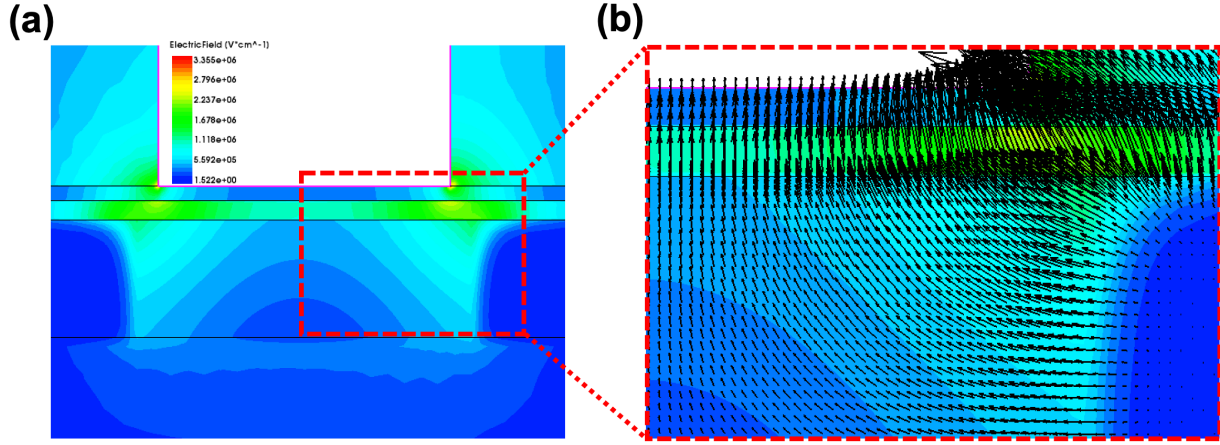 (a)
(b)
ElectricField (V*cm^-1)
3.355e+06
2.796e+06
2.237e+06
1.678e+06
1.118e+06
5.592e+05
1.522e+00